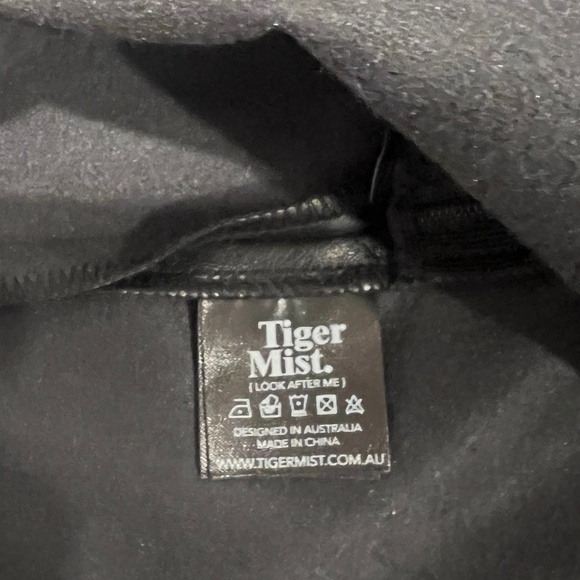 Tiger
Mist.
(LOOK AFTER ME)
DESIGNED IN AUSTRALIA
MADE IN CHINA
WWW.TIGERMIST.COM.AU